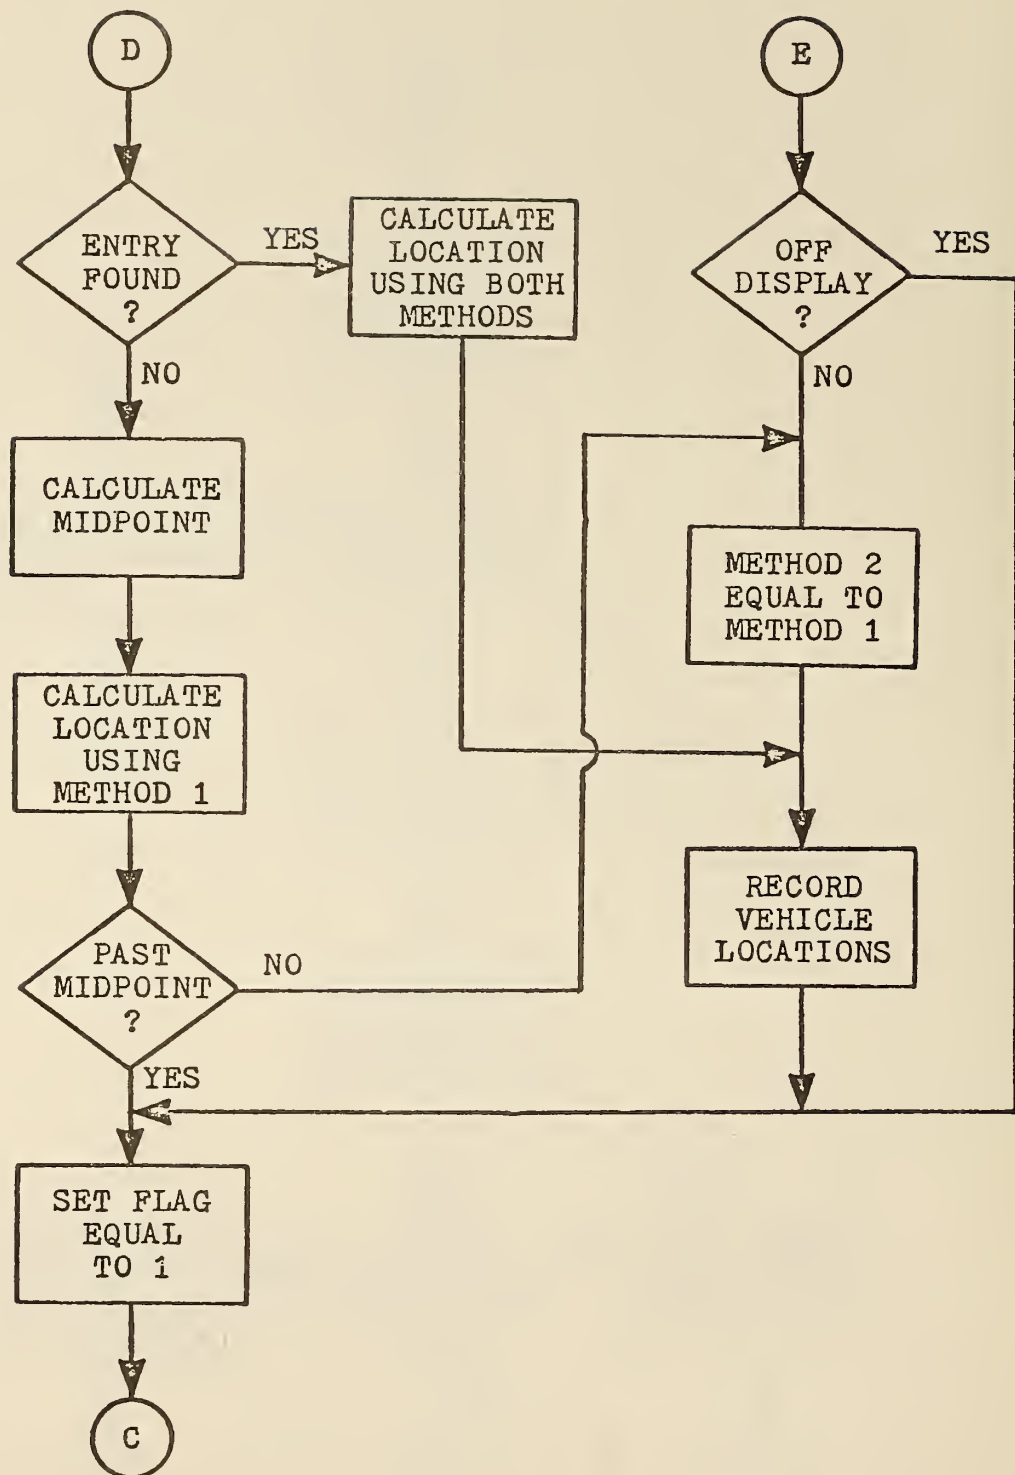 D
ENTRY
FOUND
?
YES
CALCULATE
LOCATION
USING BOTH
METHODS
NO
CALCULATE
MIDPOINT
CALCULATE
LOCATION
USING
METHOD 1
PAST
MIDPOINT
?
NO
YES
SET FLAG
EQUAL
TO 1
C
E
OFF
DISPLAY
?
YES
NO
METHOD 2
EQUAL TO
METHOD 1
RECORD
VEHICLE
LOCATIONS